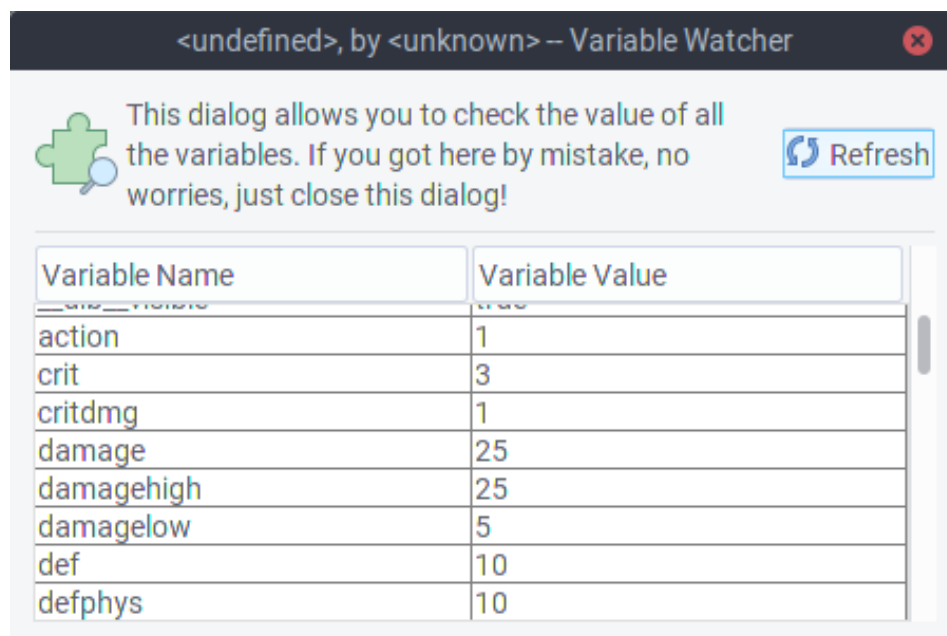 <undefined>, by <unknown> -- Variable Watcher
This dialog allows you to check the value of all
the variables. If you got here by mistake, no
worries, just close this dialog!
Refresh
Variable Name Variable Value
action 1
crit 3
critdmg 1
damage 25
damagehigh 25
damagelow 5
def 10
defphys 10